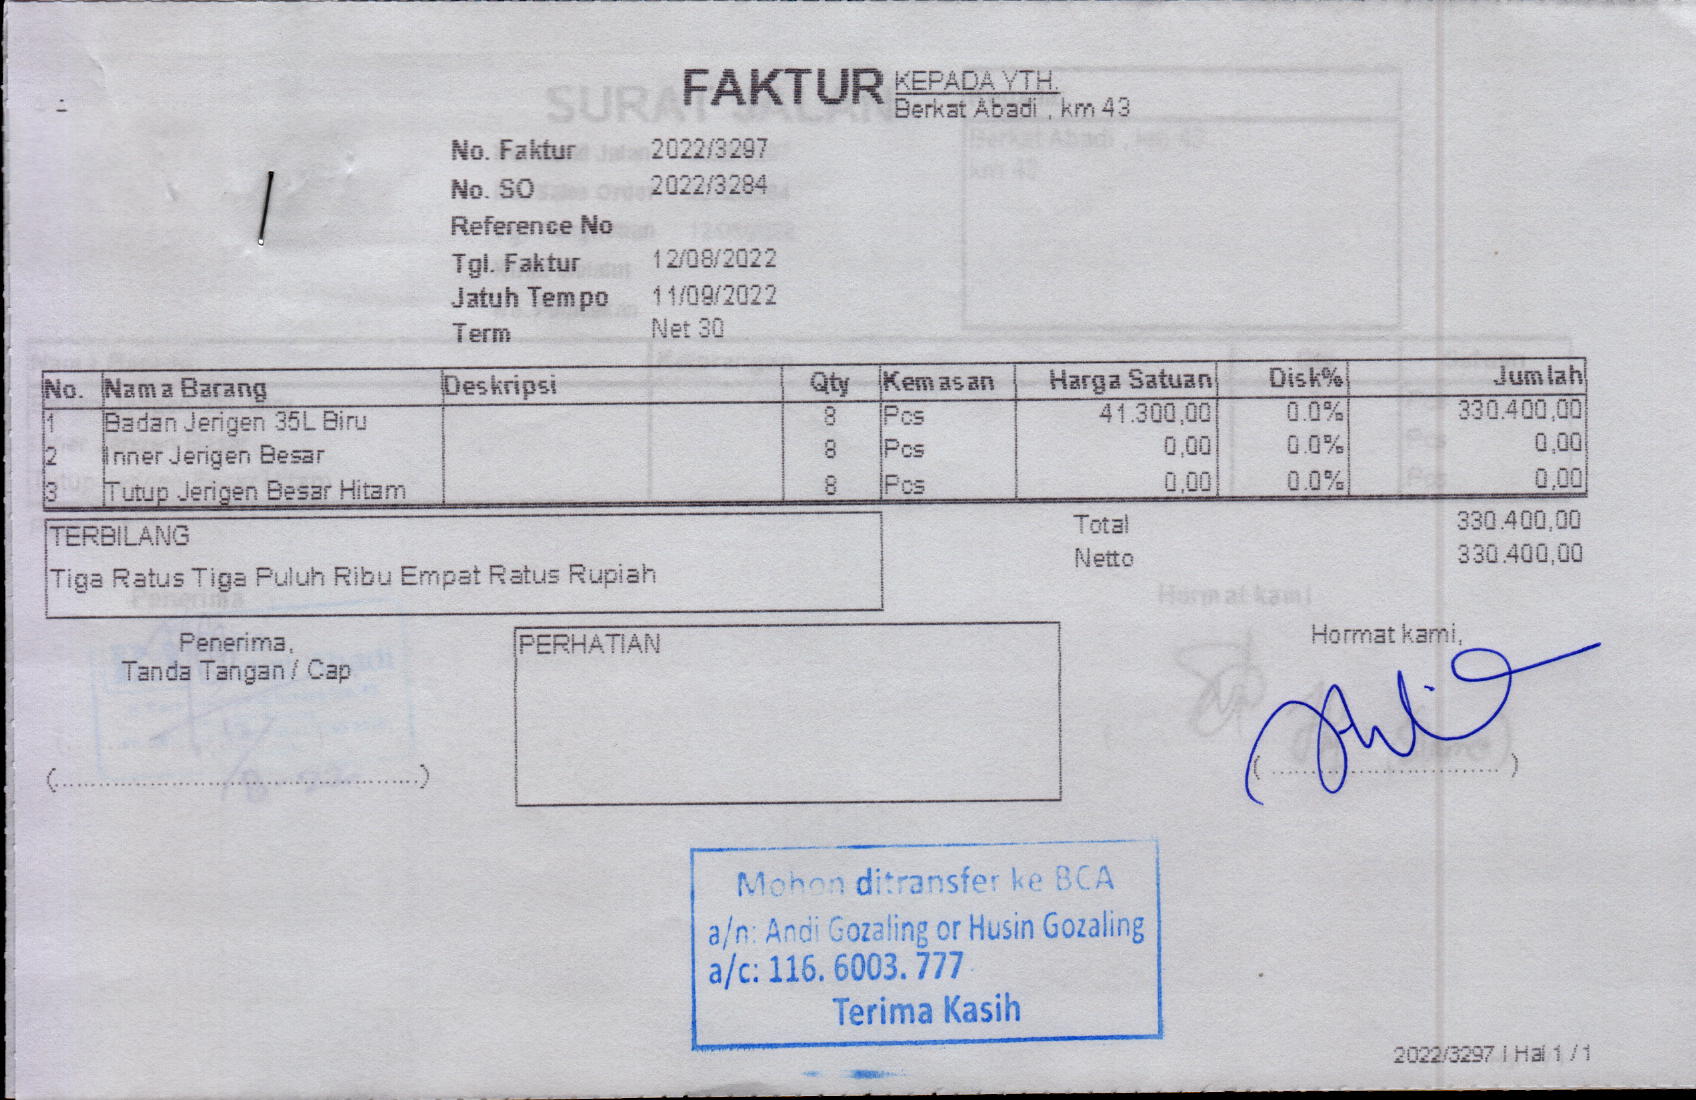 FAKTUR
KEPADA YTH.
Berkat Abadi , km 43
No. Faktur 2022/3297
No. SO 2022/3284
Reference No
Tgl. Faktur 12/08/2022
Jatuh Tempo 11/09/2022
Term Net 30
No. Nama Barang Deskripsi Qty Kemasan Harga Satuan Disk% Jumlah
1 Badan Jerigen 35L Biru 8 Pcs 41.300,00 0.0% 330.400,00
2 Inner Jerigen Besar 8 Pcs 0,00 0.0% 0,00
3 Tutup Jerigen Besar Hitam 8 Pcs 0,00 0.0% 0,00
TERBILANG
Tiga Ratus Tiga Puluh Ribu Empat Ratus Rupiah
Total 330.400,00
Netto 330.400,00
Penerima,
Tanda Tangan / Cap
(..............................................)
PERHATIAN
Hormat kami,
( ............................. )
Mohon ditransfer ke BCA
a/n: Andi Gozaling or Husin Gozaling
a/c: 116. 6003. 777
Terima Kasih
2022/3297 | Hal 1 / 1